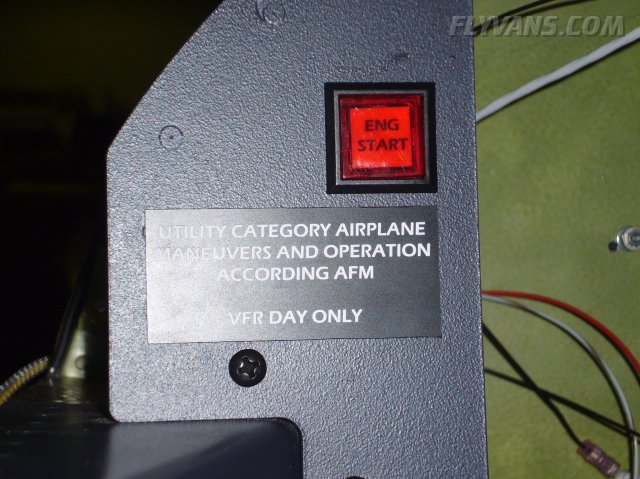 FLYVANS.COM
ENG
START
UTILITY CATEGORY AIRPLANE
MANEUVERS AND OPERATION
ACCORDING AFM
VFR DAY ONLY